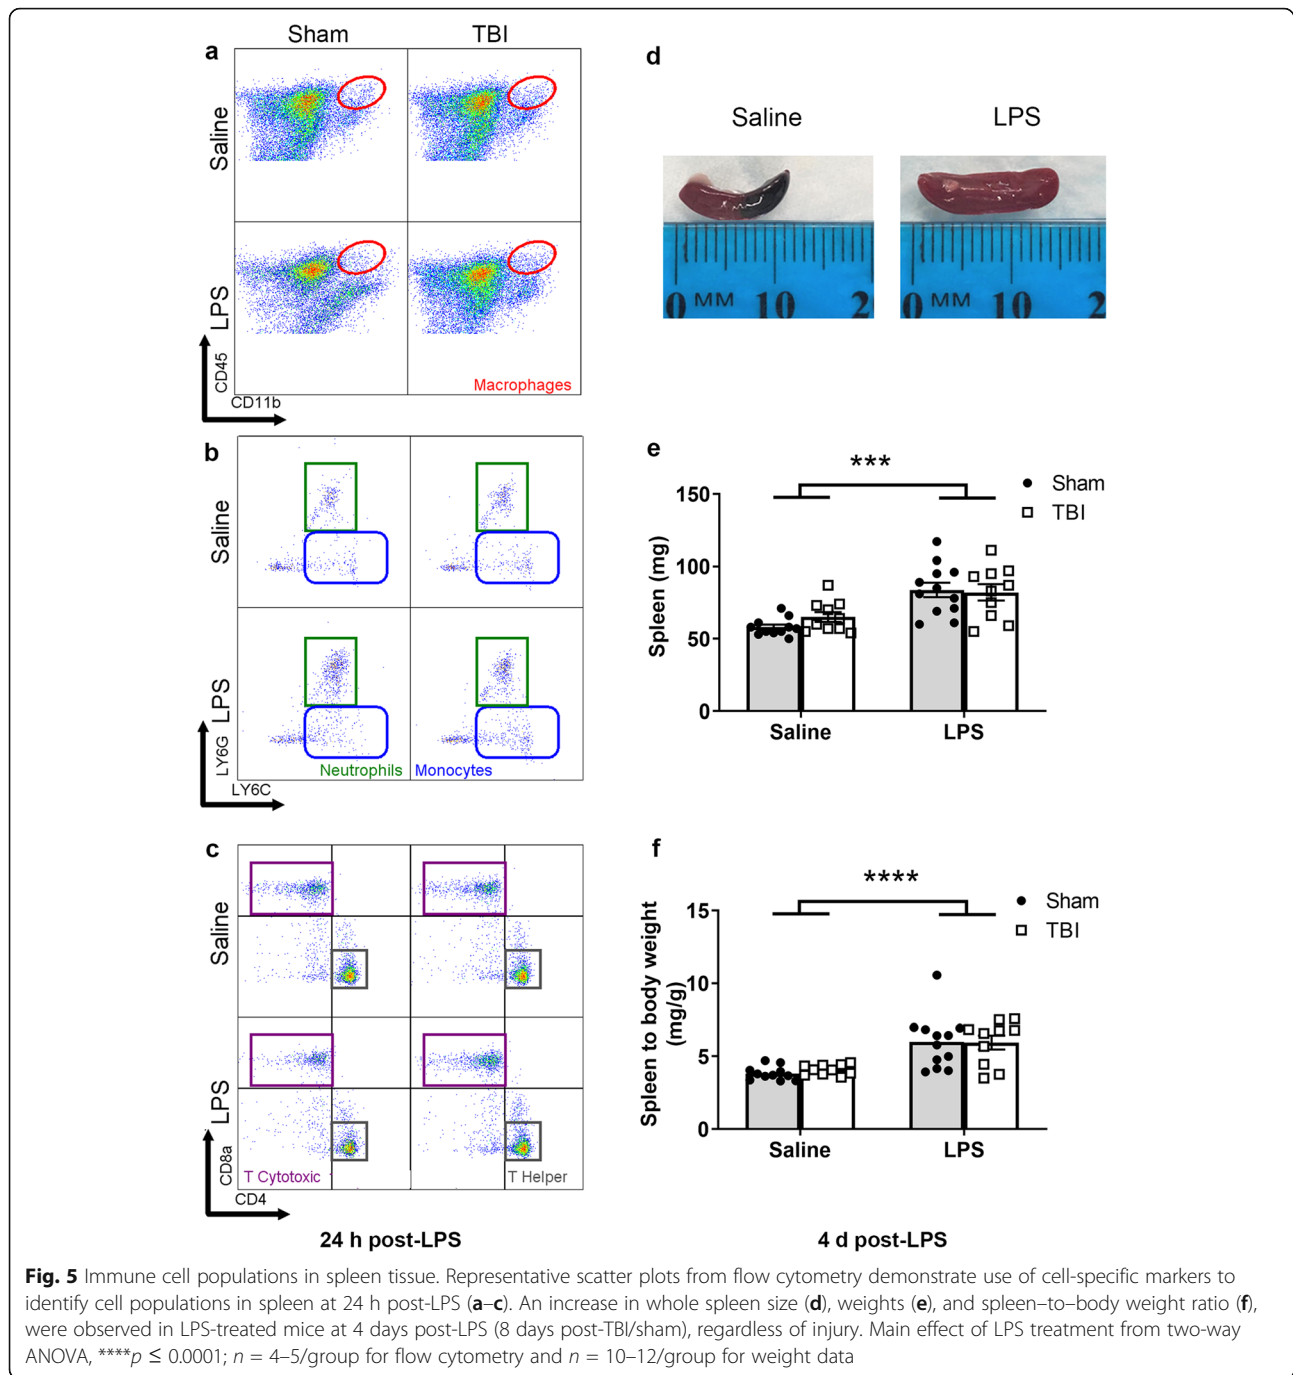 Sham TBI
a
Saline
LPS
CD45
CD11b
Macrophages
b
Saline
LPS
LY6G
LY6C
Neutrophils Monocytes
c
Saline
LPS
CD8a
CD4
T Cytotoxic
T Helper
24 h post-LPS
d
Saline LPS
0 MM 10 2
0 MM 10 2
e
***
Sham
TBI
Spleen (mg)
150
100
50
0
Saline LPS
f
****
Sham
TBI
Spleen to body weight
(mg/g)
15
10
5
0
Saline LPS
4 d post-LPS
Fig. 5 Immune cell populations in spleen tissue. Representative scatter plots from flow cytometry demonstrate use of cell-specific markers to
identify cell populations in spleen at 24 h post-LPS (a–c). An increase in whole spleen size (d), weights (e), and spleen–to–body weight ratio (f),
were observed in LPS-treated mice at 4 days post-LPS (8 days post-TBI/sham), regardless of injury. Main effect of LPS treatment from two-way
ANOVA, ****p ≤ 0.0001; n = 4–5/group for flow cytometry and n = 10–12/group for weight data